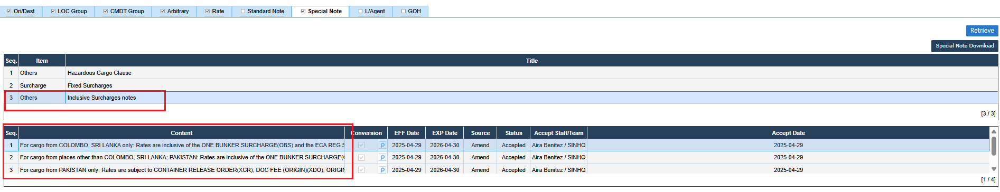 Ori/Dest LOC Group CMDT Group Arbitrary Rate Standard Note Special Note L/Agent GOH
Retrieve
Special Note Download
Seq. Item Title
1 Others Hazardous Cargo Clause
2 Surcharge Fixed Surcharges
3 Others Inclusive Surcharges notes
[3 / 3]
Seq. Content Conversion EFF Date EXP Date Source Status Accept Staff/Team Accept Date
1 For cargo from COLOMBO, SRI LANKA only: Rates are inclusive of the ONE BUNKER SURCHARGE(OBS) and the ECA REG S 2025-04-29 2026-04-30 Amend Accepted Aira Benitez / SINHQ 2025-04-29
2 For cargo from places other than COLOMBO, SRI LANKA; PAKISTAN: Rates are inclusive of the ONE BUNKER SURCHARGE( 2025-04-29 2026-04-30 Amend Accepted Aira Benitez / SINHQ 2025-04-29
3 For cargo from PAKISTAN only: Rates are subject to CONTAINER RELEASE ORDER(XCR), DOC FEE (ORIGIN)(XDO), ORIGIN 2025-04-29 2026-04-30 Amend Accepted Aira Benitez / SINHQ 2025-04-29
[1 / 4]